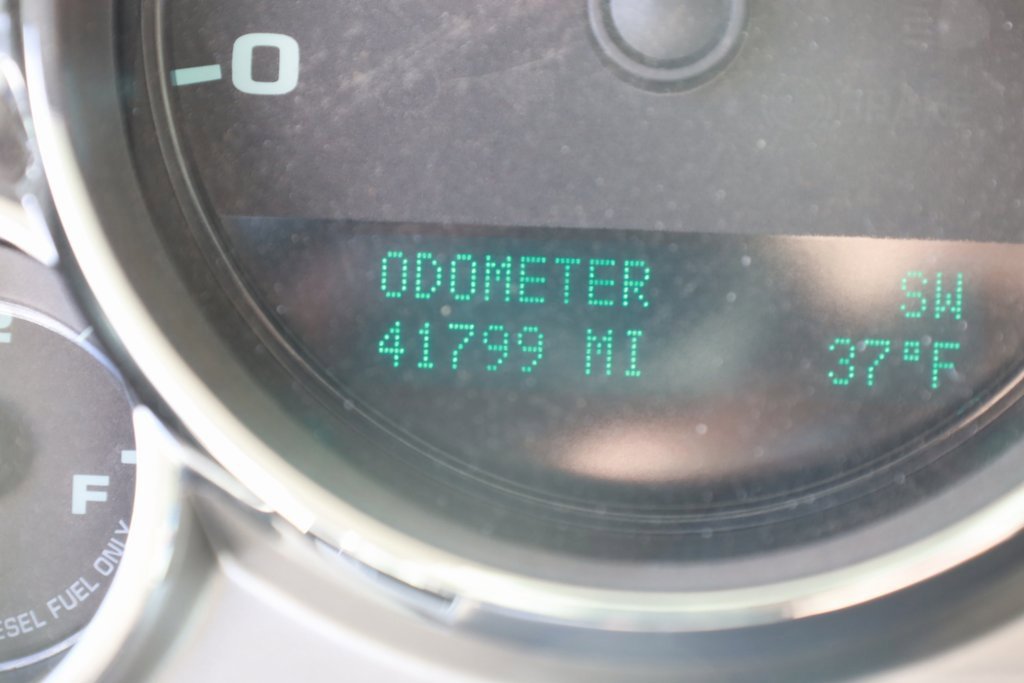 0
ODOMETER
41799 MI
SW
37°F
F
ESEL FUEL ONLY